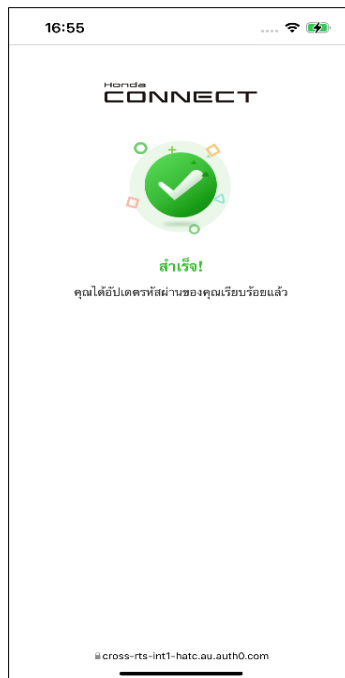 16:55
Honda
CONNECT
สำเร็จ!
คุณได้อัปเดตรหัสผ่านของคุณเรียบร้อยแล้ว
cross-rts-int1-hatc.au.auth0.com